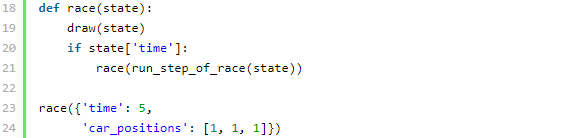 18 def race(state):
19     draw(state)
20     if state['time']:
21         race(run_step_of_race(state))
22
23 race({'time': 5,
24       'car_positions': [1, 1, 1]})